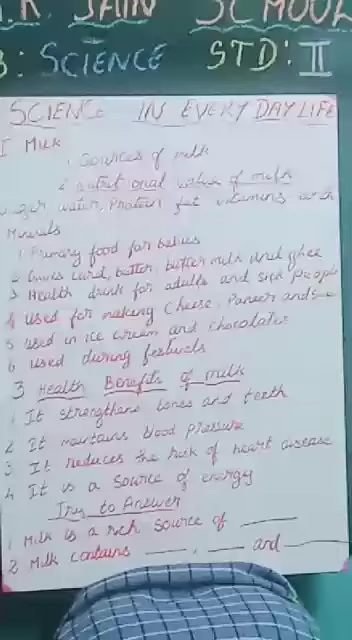 JAIN SCHOOL
: SCIENCE STD: II
SCIENCE IN EVERY DAY LIFE
I Milk
1 Sources of milk
2 nutritional values of milk
sugar water, Protein fat vitamins and
Minerals
1 Primary food for babies
2 Gives curd, butter, butter milk and ghee
3 Health drink for adults and sick people
4 Used for making cheese, Paneer and
5 Used in ice cream and chocolates
6 Used during festivals
3 Health Benefits of milk
1 It strengthens bones and teeth
2 It maintains blood pressure
3 It reduces the risk of heart disease
4 It is a source of energy
Try to Answer
1 Milk is a rich source of ______
2 Milk contains ____, ____ and ______